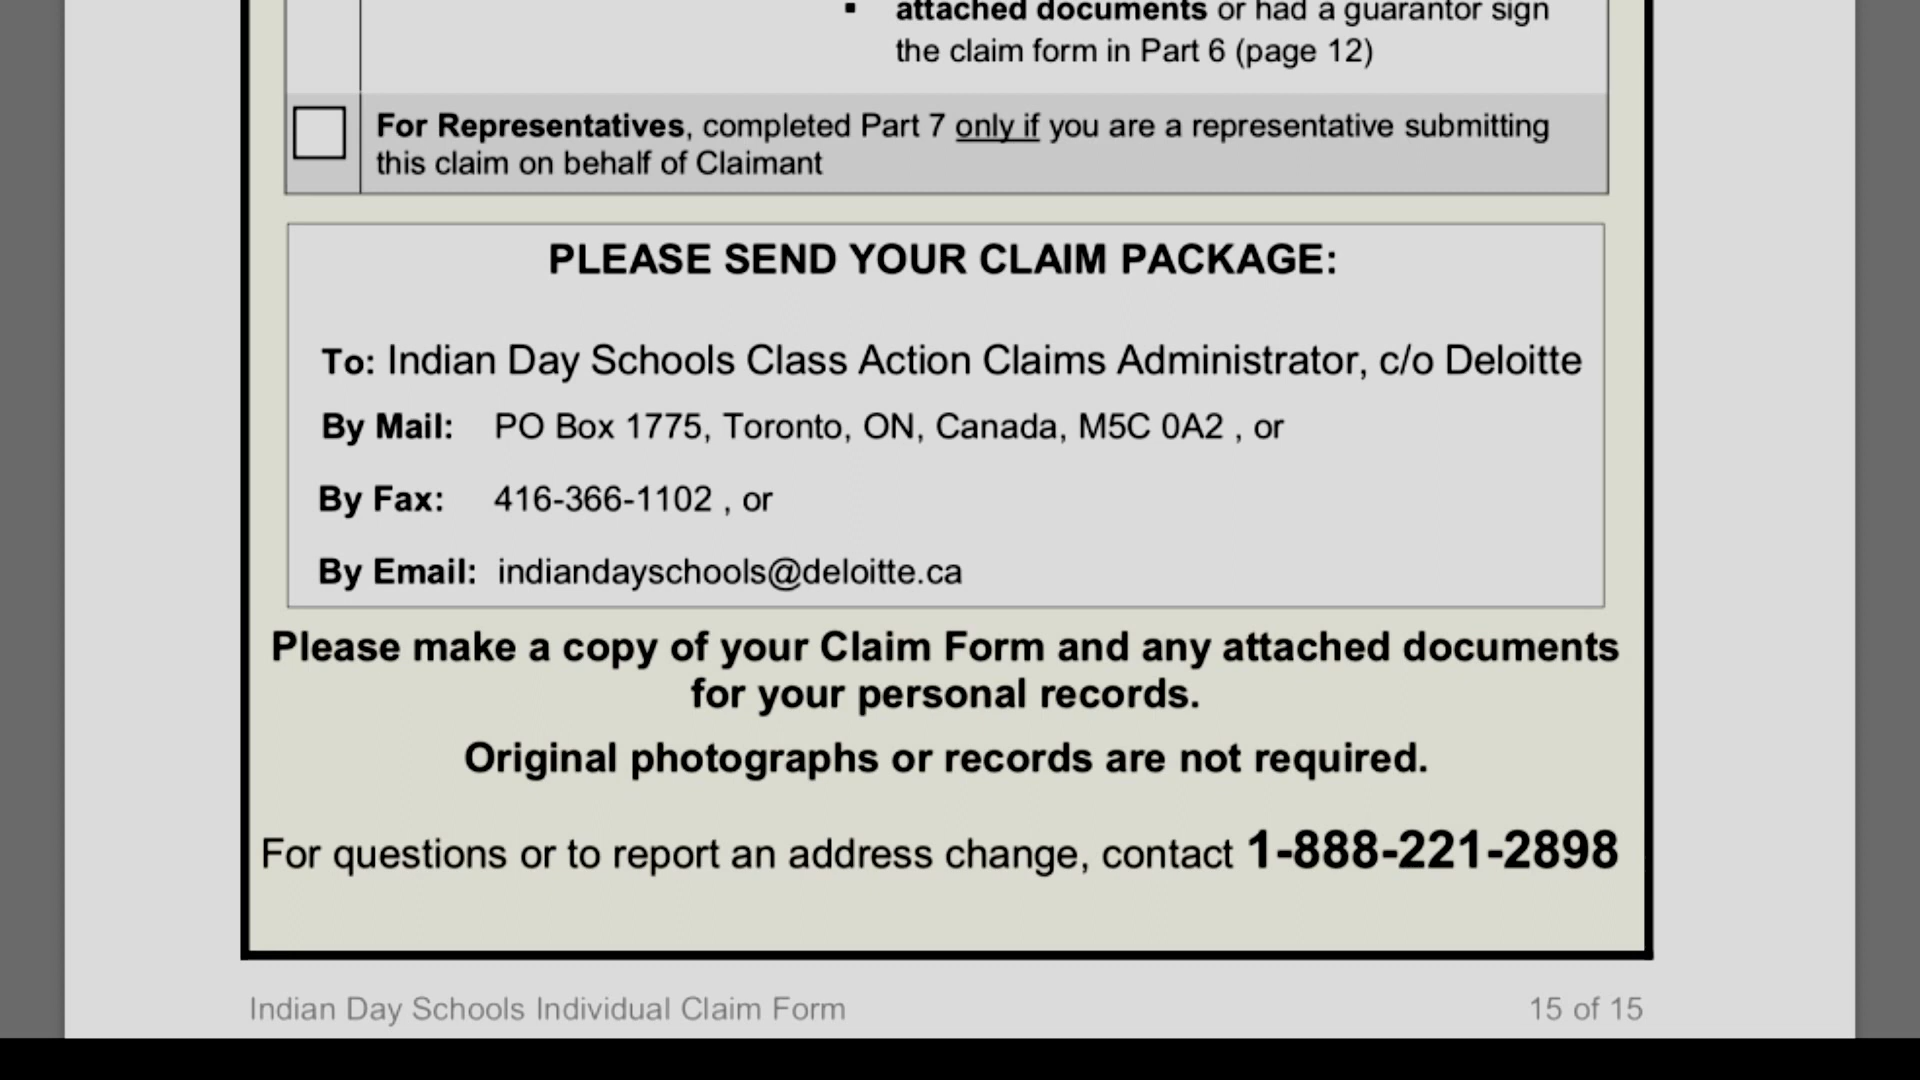 ▪ attached documents or had a guarantor sign
the claim form in Part 6 (page 12)
For Representatives, completed Part 7 only if you are a representative submitting
this claim on behalf of Claimant
PLEASE SEND YOUR CLAIM PACKAGE:
To: Indian Day Schools Class Action Claims Administrator, c/o Deloitte
By Mail: PO Box 1775, Toronto, ON, Canada, M5C 0A2 , or
By Fax: 416-366-1102 , or
By Email: indiandayschools@deloitte.ca
Please make a copy of your Claim Form and any attached documents
for your personal records.
Original photographs or records are not required.
For questions or to report an address change, contact 1-888-221-2898
Indian Day Schools Individual Claim Form 15 of 15